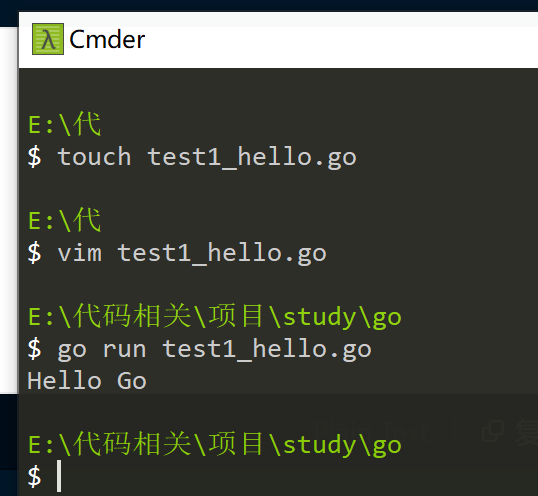 λ Cmder
E:\代
$ touch test1_hello.go
E:\代
$ vim test1_hello.go
E:\代码相关\项目\study\go
$ go run test1_hello.go
Hello Go
E:\代码相关\项目\study\go
$